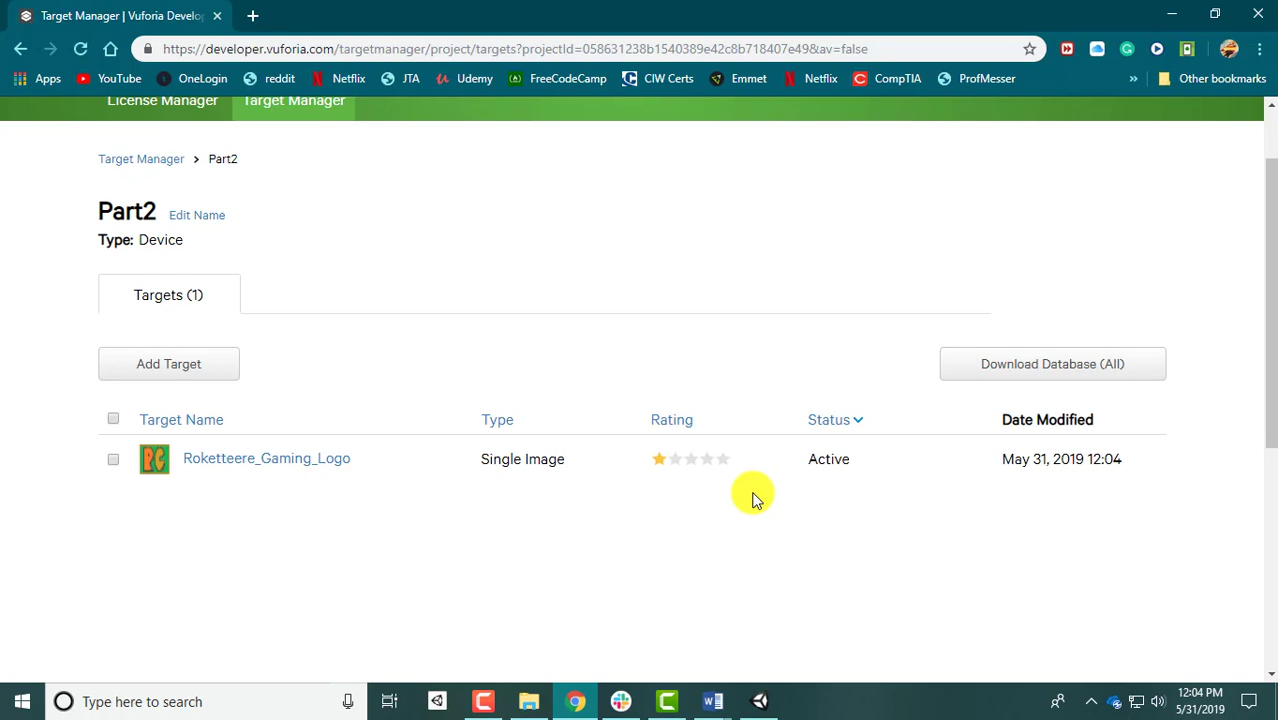 Target Manager | Vuforia Develop
https://developer.vuforia.com/targetmanager/project/targets?projectId=058631238b1540389e42c8b718407e49&av=false
Apps YouTube OneLogin reddit Netflix JTA Udemy FreeCodeCamp CIW Certs Emmet Netflix CompTIA ProfMesser » Other bookmarks
License Manager Target Manager
Target Manager > Part2
Part2 Edit Name
Type: Device
Targets (1)
Add Target Download Database (All)
Target Name Type Rating Status Date Modified
Roketteere_Gaming_Logo Single Image Active May 31, 2019 12:04
Type here to search
12:04 PM
5/31/2019